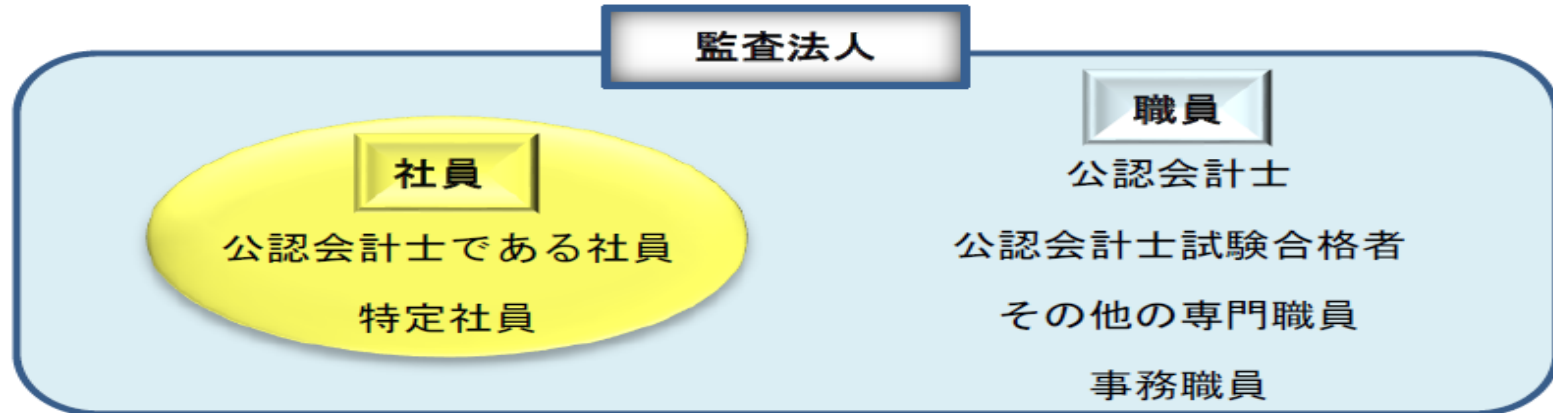 監査法人
社員
公認会計士である社員
特定社員
職員
公認会計士
公認会計士試験合格者
その他の専門職員
事務職員